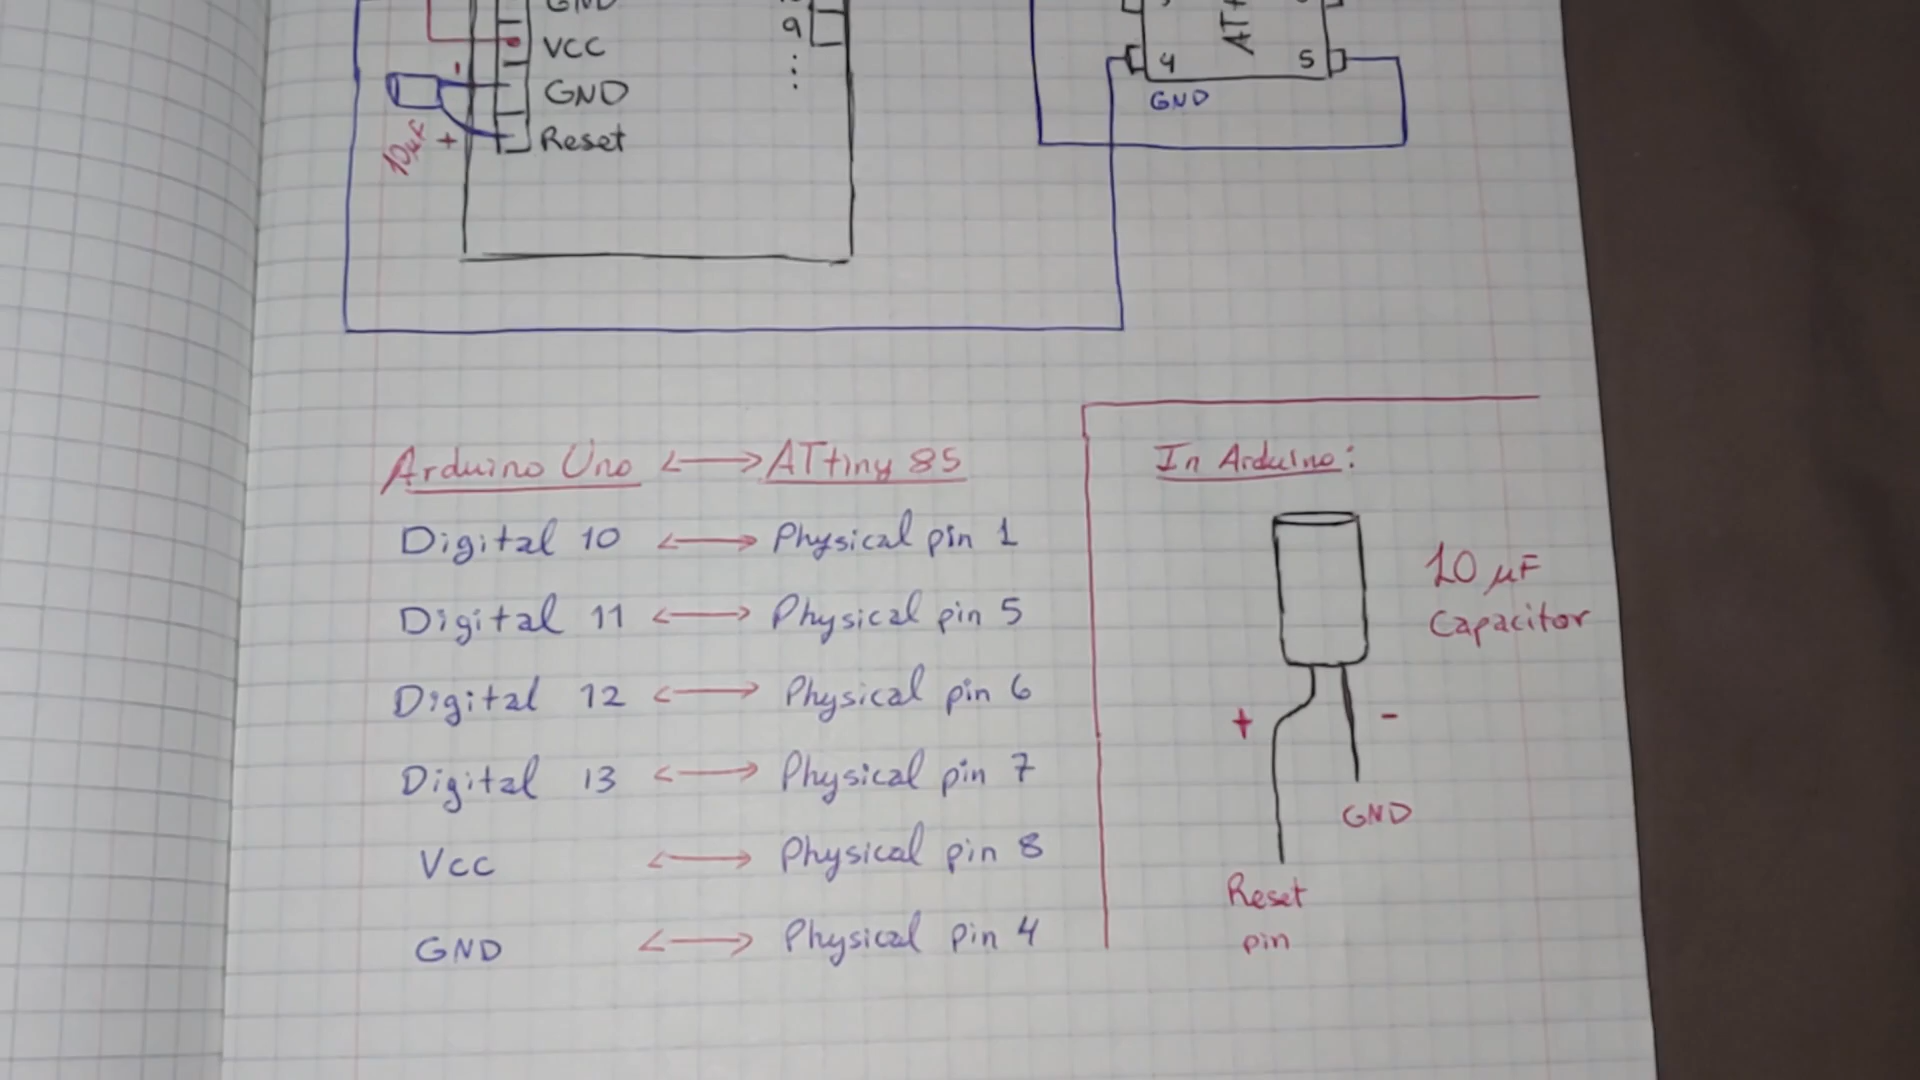 GND
9
VCC
GND
Reset
-
+
10µF
4
5
GND
Arduino Uno <—> ATtiny 85
Digital 10 <—> Physical pin 1
Digital 11 <—> Physical pin 5
Digital 12 <—> Physical pin 6
Digital 13 <—> Physical pin 7
Vcc <—> Physical pin 8
GND <—> Physical pin 4
In Arduino:
10 µF
Capacitor
+ -
GND
Reset
pin